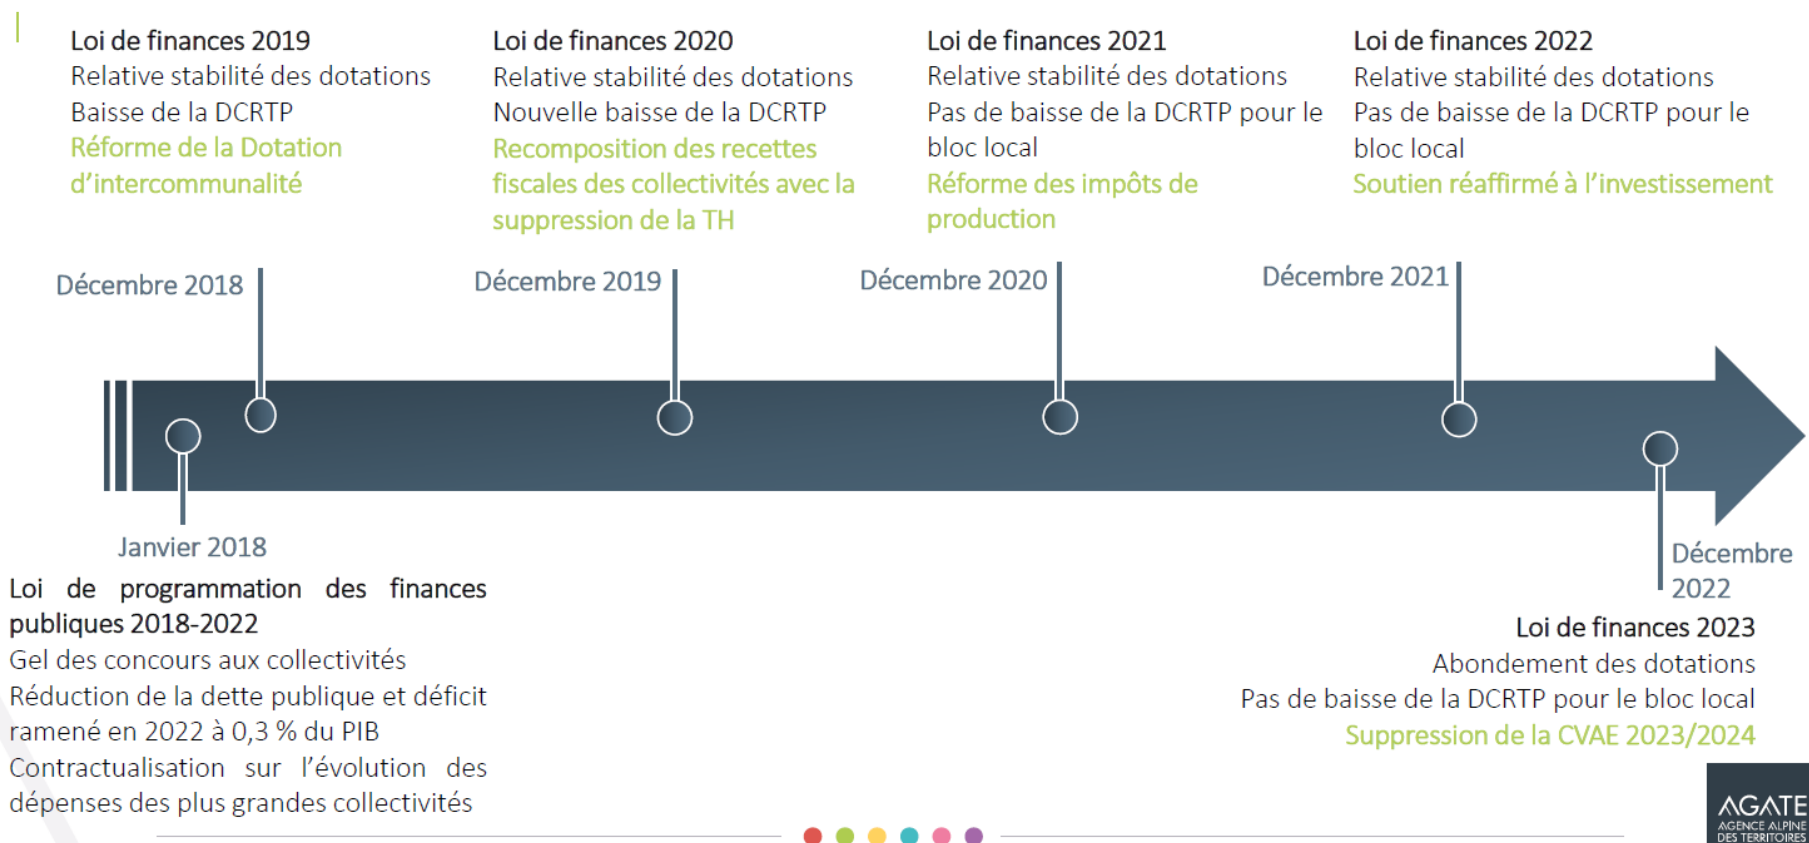 Loi de finances 2019
Relative stabilité des dotations
Baisse de la DCRTP
Réforme de la Dotation
d’intercommunalité
Loi de finances 2020
Relative stabilité des dotations
Nouvelle baisse de la DCRTP
Recomposition des recettes
fiscales des collectivités avec la
suppression de la TH
Loi de finances 2021
Relative stabilité des dotations
Pas de baisse de la DCRTP pour le
bloc local
Réforme des impôts de
production
Loi de finances 2022
Relative stabilité des dotations
Pas de baisse de la DCRTP pour le
bloc local
Soutien réaffirmé à l’investissement
Décembre 2018
Décembre 2019
Décembre 2020
Décembre 2021
Janvier 2018
Loi de programmation des finances
publiques 2018-2022
Gel des concours aux collectivités
Réduction de la dette publique et déficit
ramené en 2022 à 0,3 % du PIB
Contractualisation sur l’évolution des
dépenses des plus grandes collectivités
Décembre
2022
Loi de finances 2023
Abondement des dotations
Pas de baisse de la DCRTP pour le bloc local
Suppression de la CVAE 2023/2024
AGATE
AGENCE ALPINE
DES TERRITOIRES